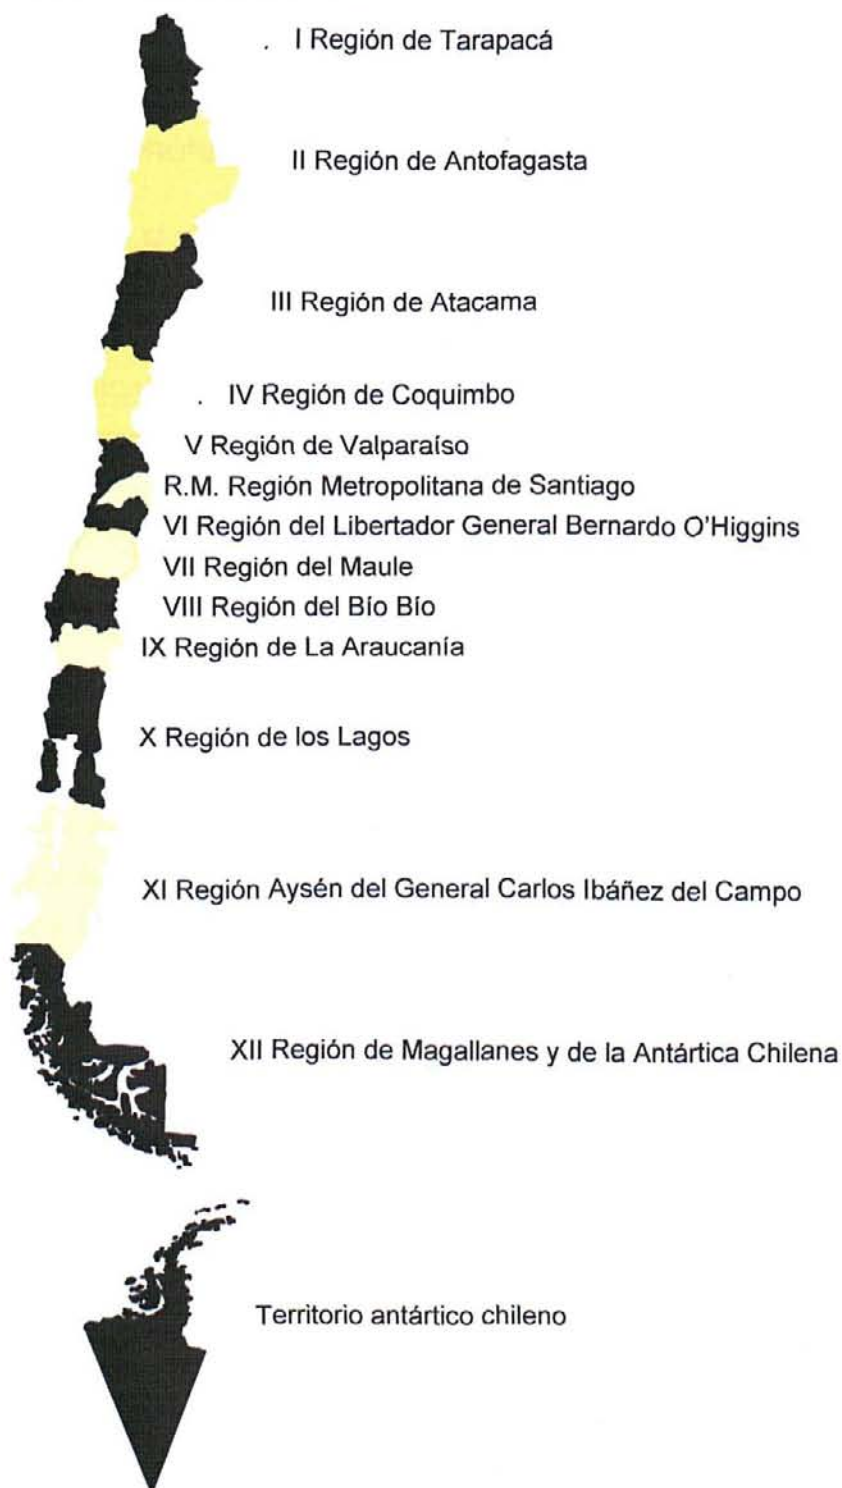 I Región de Tarapacá
II Región de Antofagasta
III Región de Atacama
IV Región de Coquimbo
V Región de Valparaíso
R.M. Región Metropolitana de Santiago
VI Región del Libertador General Bernardo O'Higgins
VII Región del Maule
VIII Región del Bío Bío
IX Región de La Araucanía
X Región de los Lagos
XI Región Aysén del General Carlos Ibáñez del Campo
XII Región de Magallanes y de la Antártica Chilena
Territorio antártico chileno